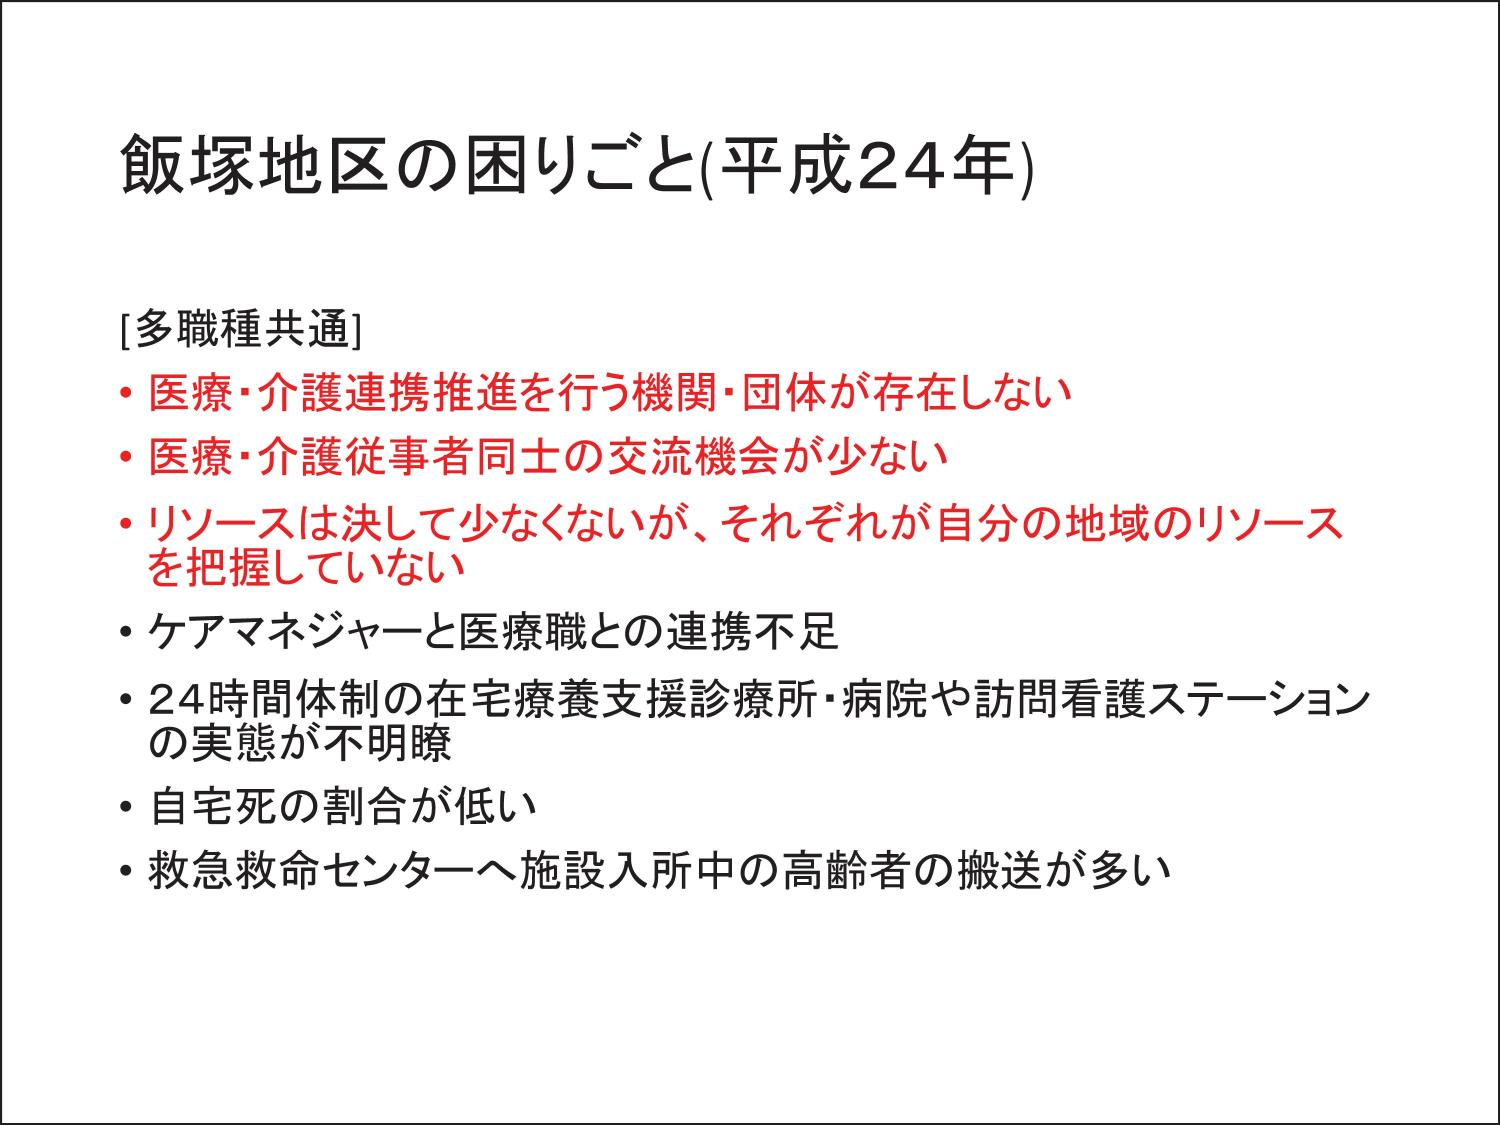 飯塚地区の困りごと(平成24年)
[多職種共通]
• 医療・介護連携推進を行う機関・団体が存在しない
• 医療・介護従事者同士の交流機会が少ない
• リソースは決して少なくないが、それぞれが自分の地域のリソース
を把握していない
• ケアマネジャーと医療職との連携不足
• 24時間体制の在宅療養支援診療所・病院や訪問看護ステーション
の実態が不明瞭
• 自宅死の割合が低い
• 救急救命センターへ施設入所中の高齢者の搬送が多い